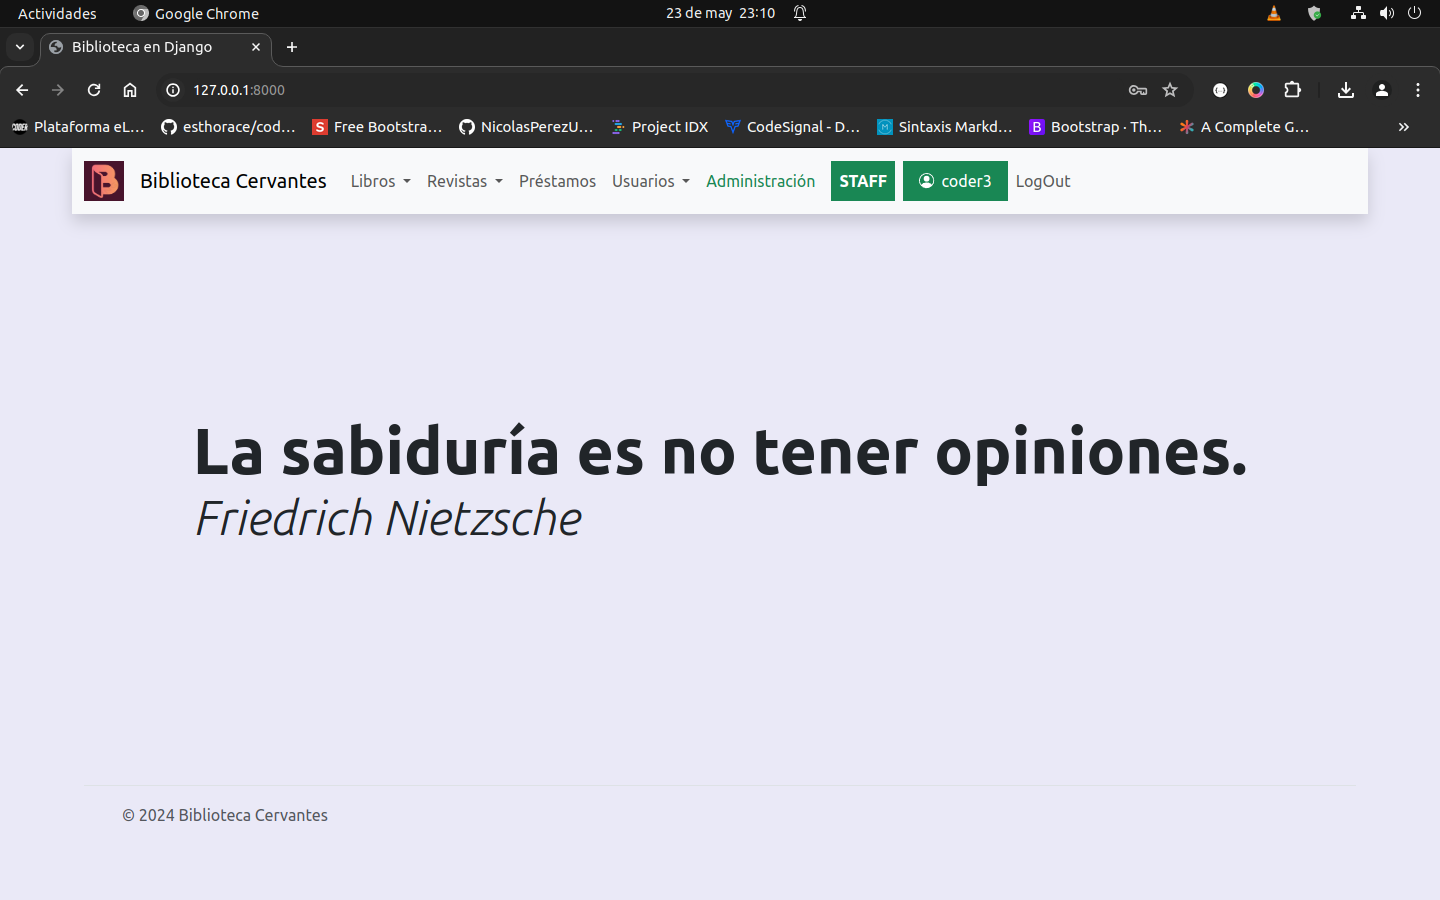 Actividades Google Chrome 23 de may 23:10
Biblioteca en Django
127.0.0.1:8000
CODER Plataforma eL... esthorace/cod... S Free Bootstra... NicolasPerezU... Project IDX CodeSignal - D... M Sintaxis Markd... B Bootstrap · Th... A Complete G... »
B Biblioteca Cervantes Libros Revistas Préstamos Usuarios Administración STAFF coder3 LogOut
La sabiduría es no tener opiniones.
Friedrich Nietzsche
© 2024 Biblioteca Cervantes